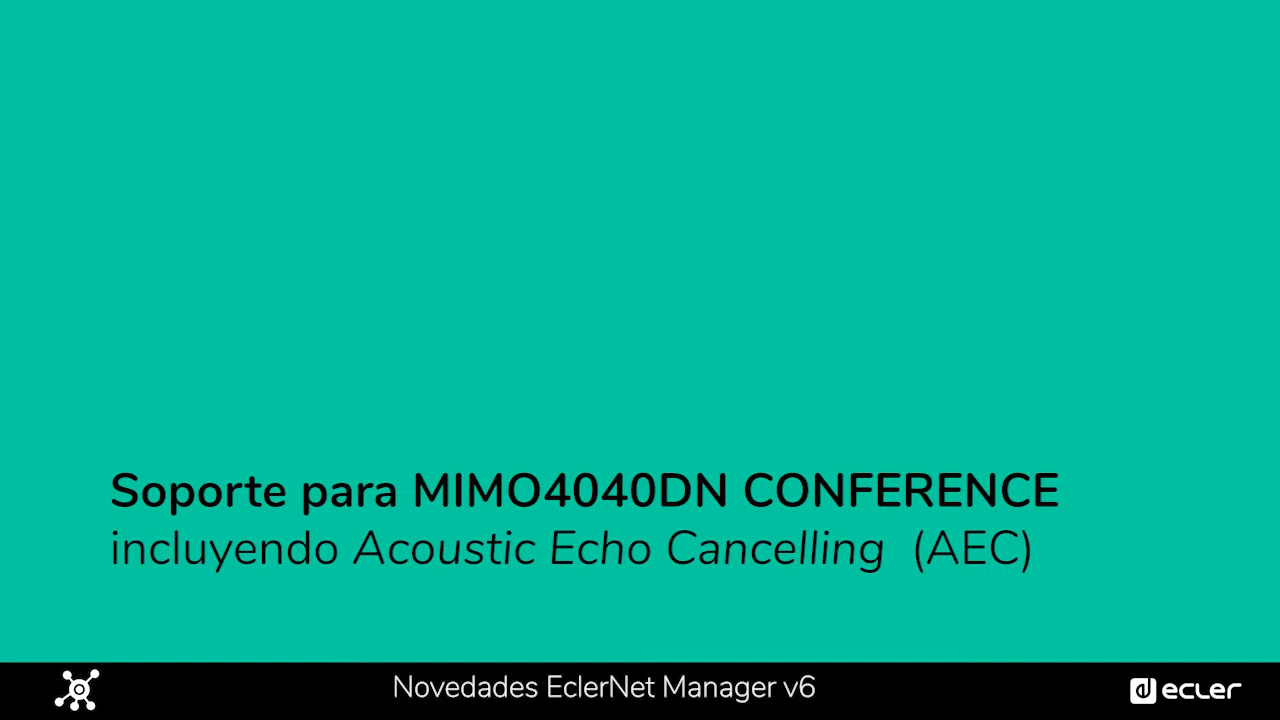 Soporte para MIMO4040DN CONFERENCE
incluyendo Acoustic Echo Cancelling (AEC)
Novedades EclerNet Manager v6
ecler